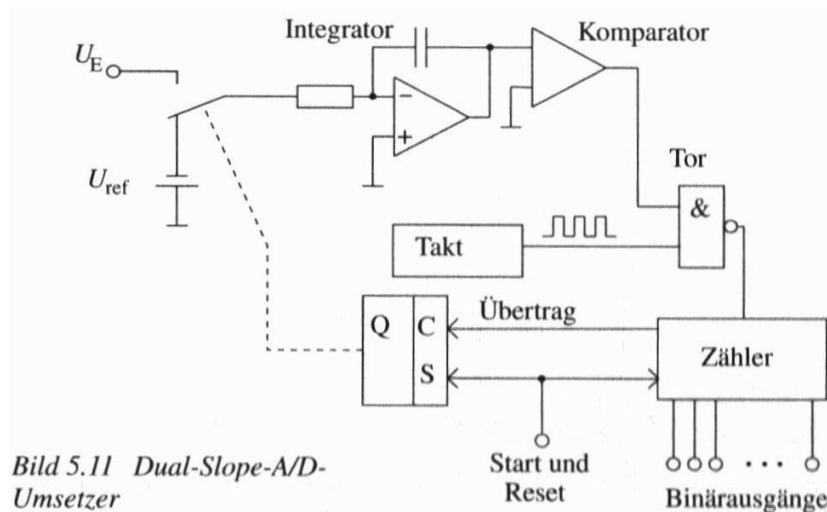 Integrator
Komparator
U_E
U_ref
−
+
Tor
&
Takt
Q
C
S
Übertrag
Zähler
Start und
Reset
Binärausgänge
Bild 5.11 Dual-Slope-A/D-
Umsetzer